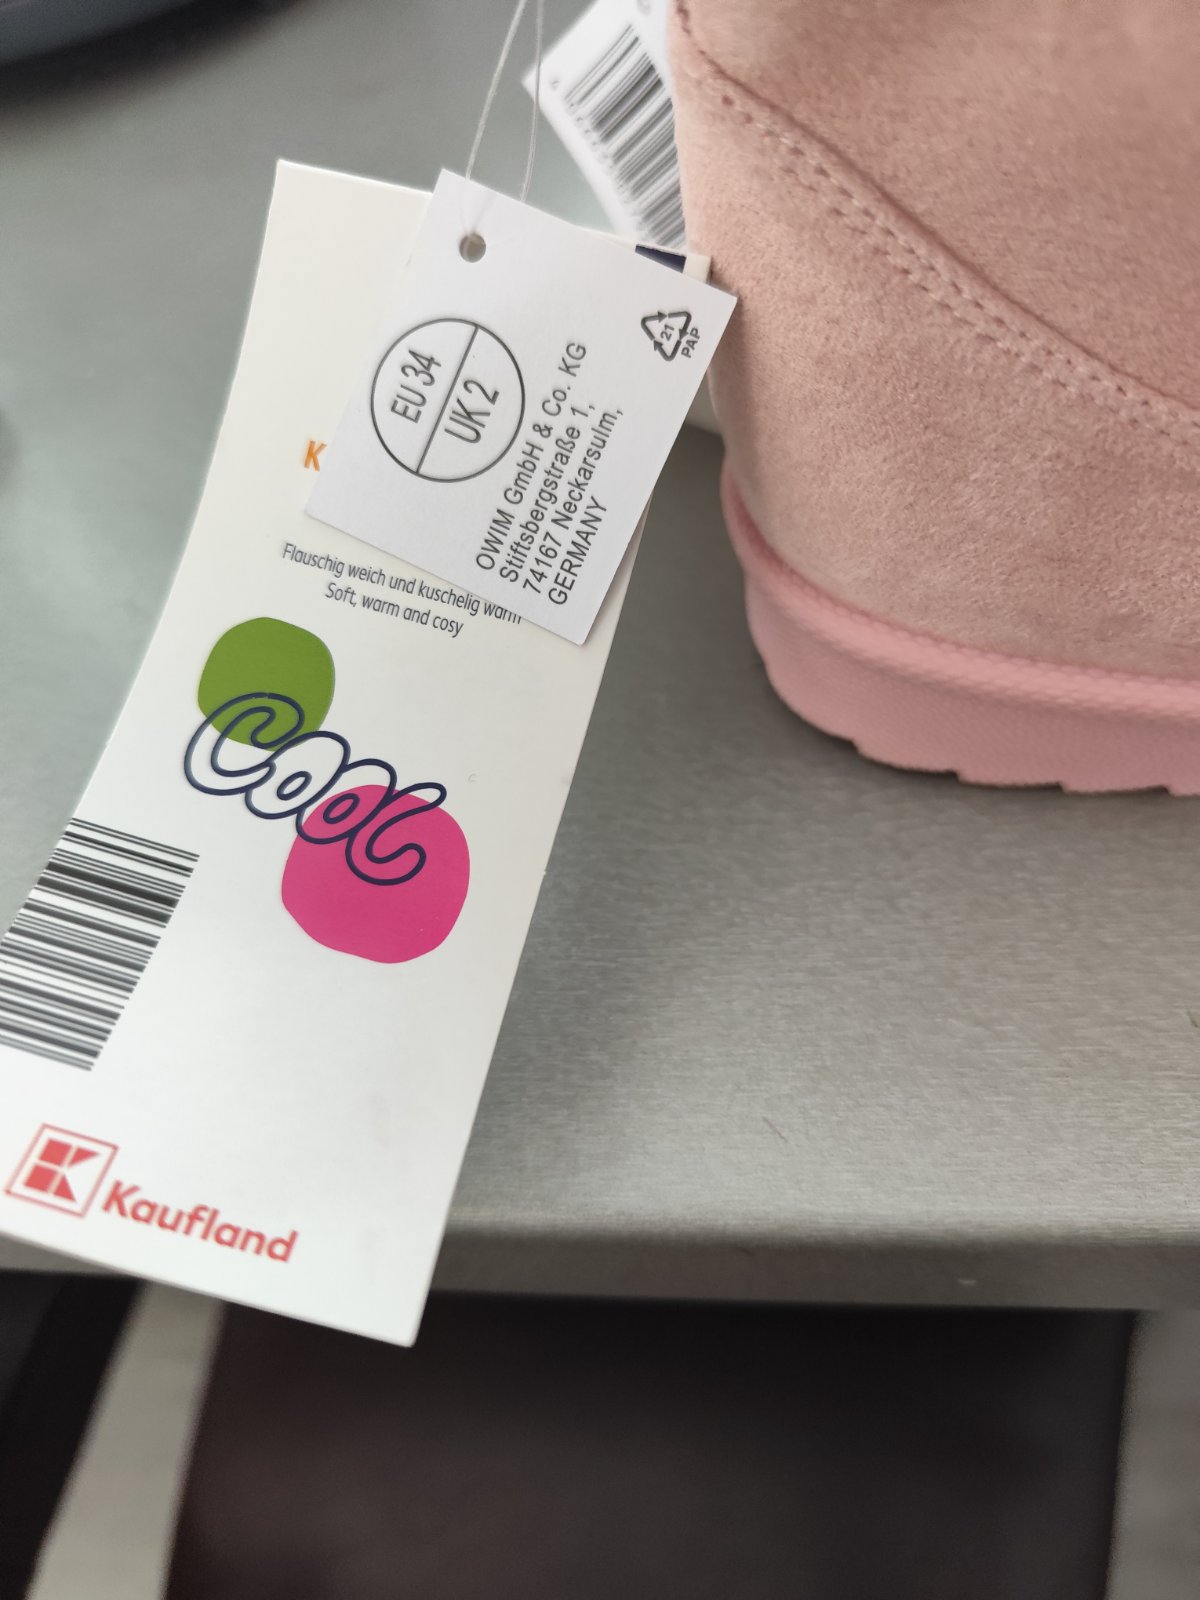 EU 34
UK 2
OWIM GmbH & Co. KG
Stiftsbergstraße 1,
74167 Neckarsulm,
GERMANY
21
PAP
K
Flauschig weich und kuschelig warm
Soft, warm and cosy
Cool
Kaufland